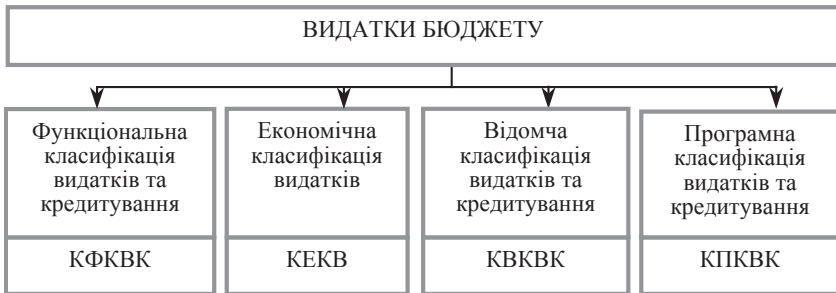 ВИДАТКИ БЮДЖЕТУ
Функціональна
класифікація
видатків та
кредитування
КФКВК
Економічна
класифікація
видатків
КЕКВ
Відомча
класифікація
видатків та
кредитування
КВКВК
Програмна
класифікація
видатків та
кредитування
КПКВК